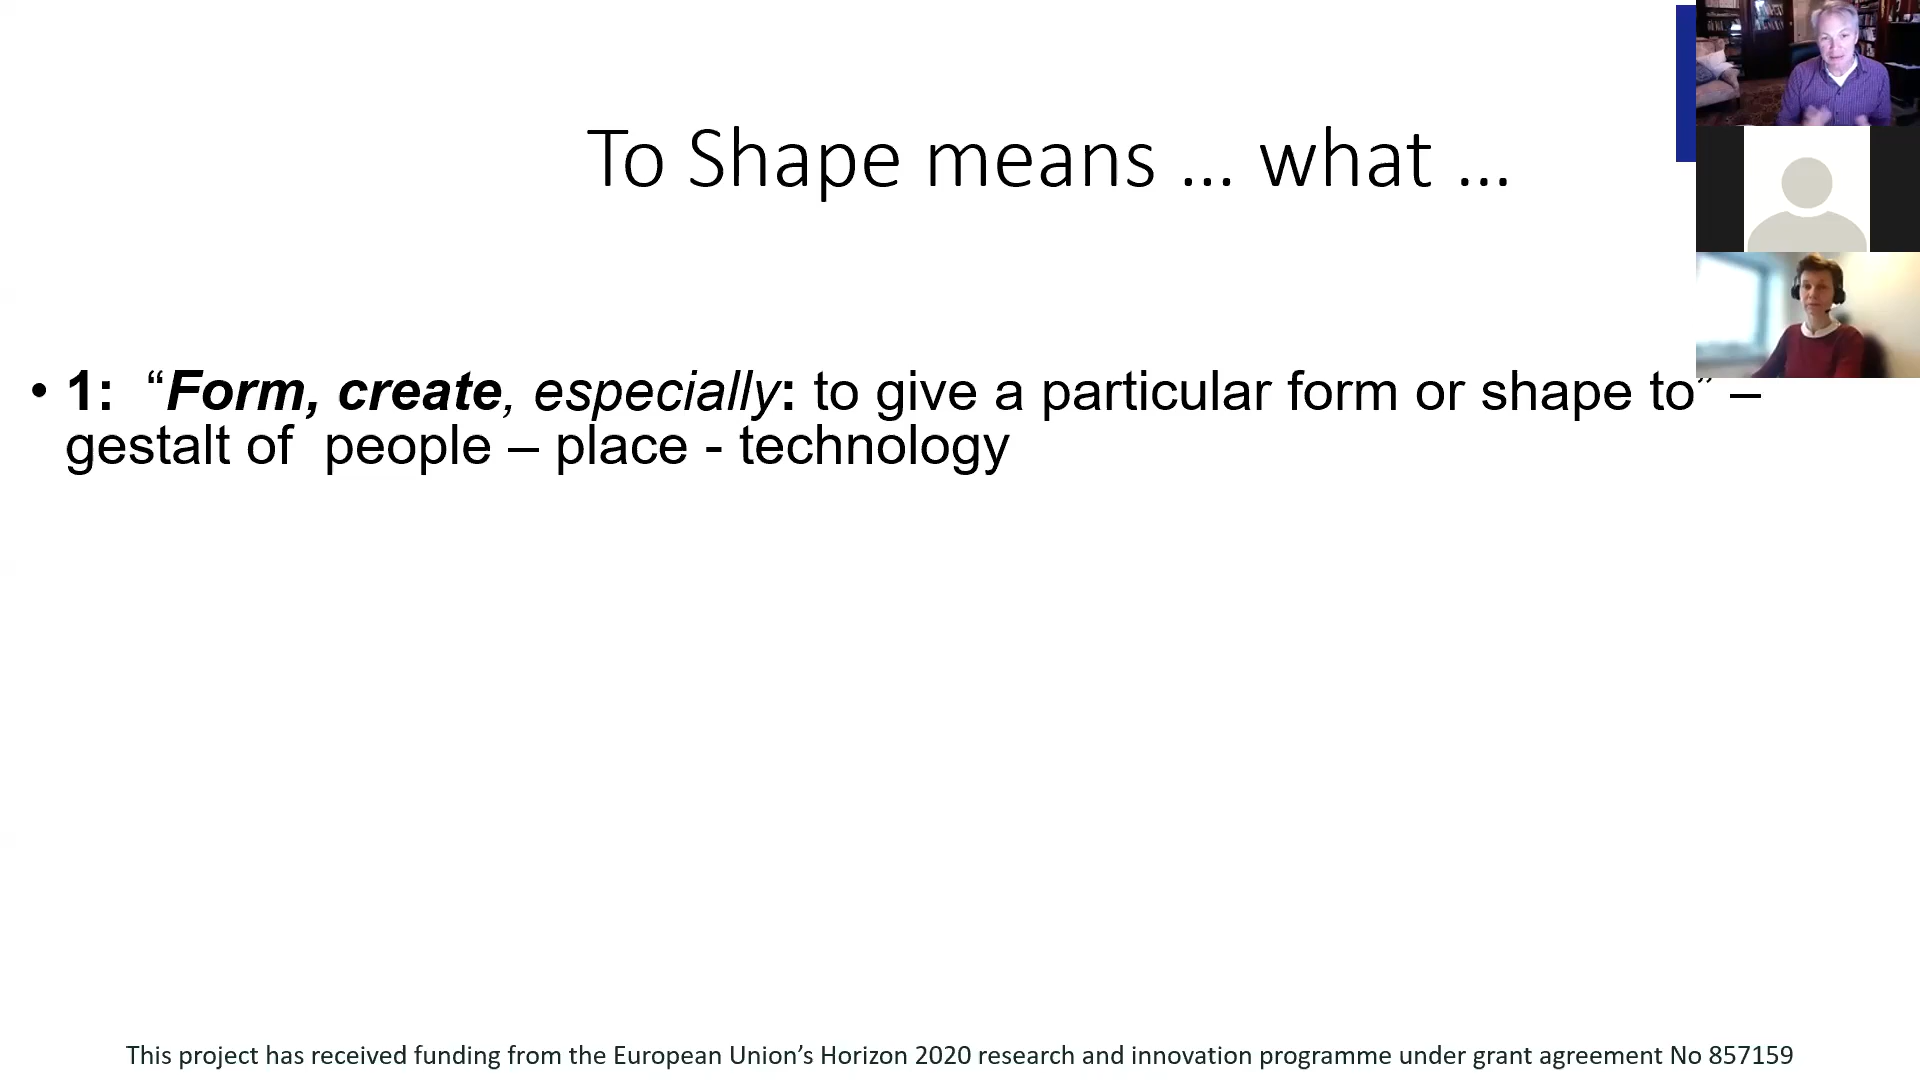 To Shape means … what …
• 1:  “Form, create, especially: to give a particular form or shape to” –
gestalt of  people – place - technology
This project has received funding from the European Union’s Horizon 2020 research and innovation programme under grant agreement No 857159